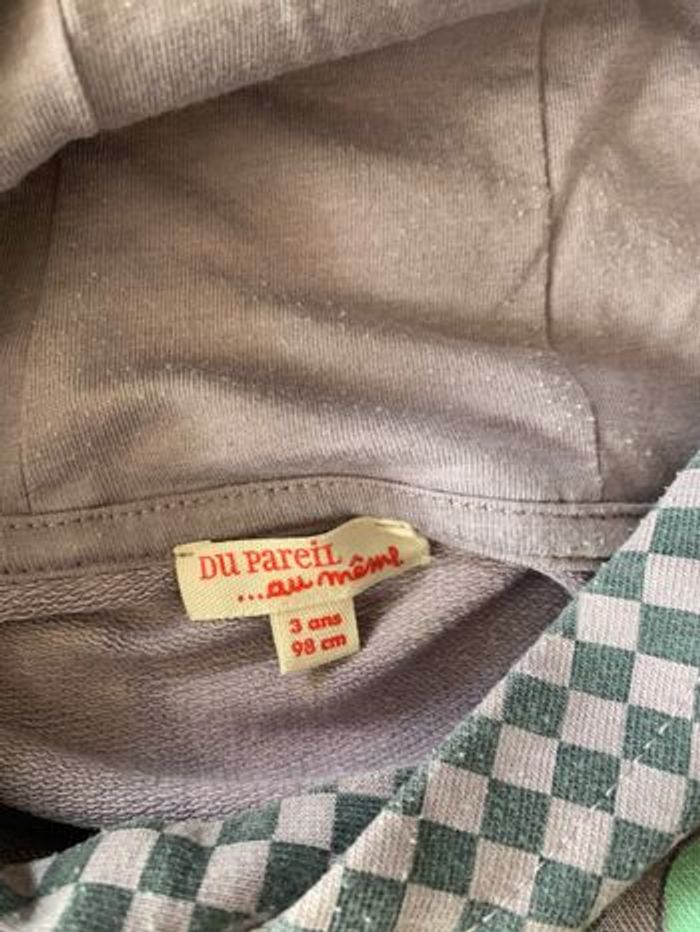 Du Pareil
...au même
3 ans
98 cm